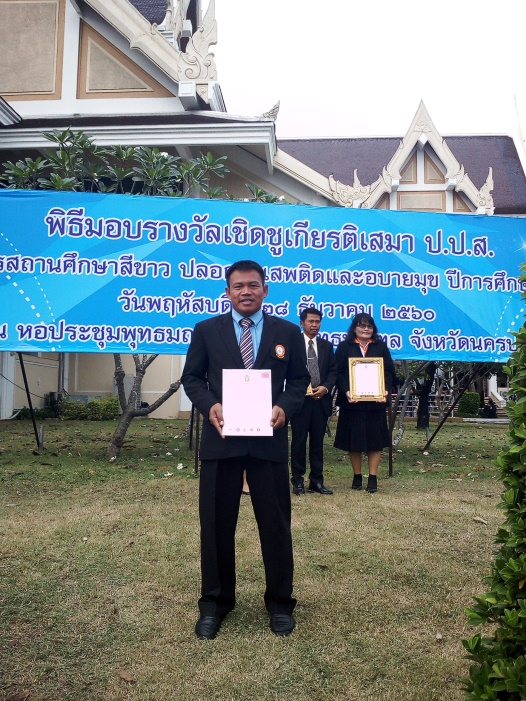 พิธีมอบรางวัลเชิดชูเกียรติเสมา ป.ป.ส.
รสถานศึกษาสีขาว ปลอด เสพติดและอบายมุข ปีการศึกษ
วันพฤหัสบดี ๒๘ ธันวาคม ๒๕๖๐
ณ หอประชุมพุทธมณ จังหวัดนครป